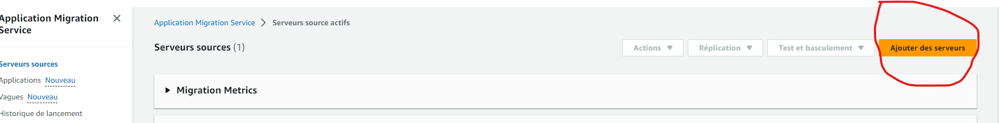 Application Migration
Service
Application Migration Service
Serveurs source actifs
Serveurs sources (1)
Actions
Réplication
Test et basculement
Ajouter des serveurs
Serveurs sources
Applications Nouveau
Vagues Nouveau
Historique de lancement
Migration Metrics